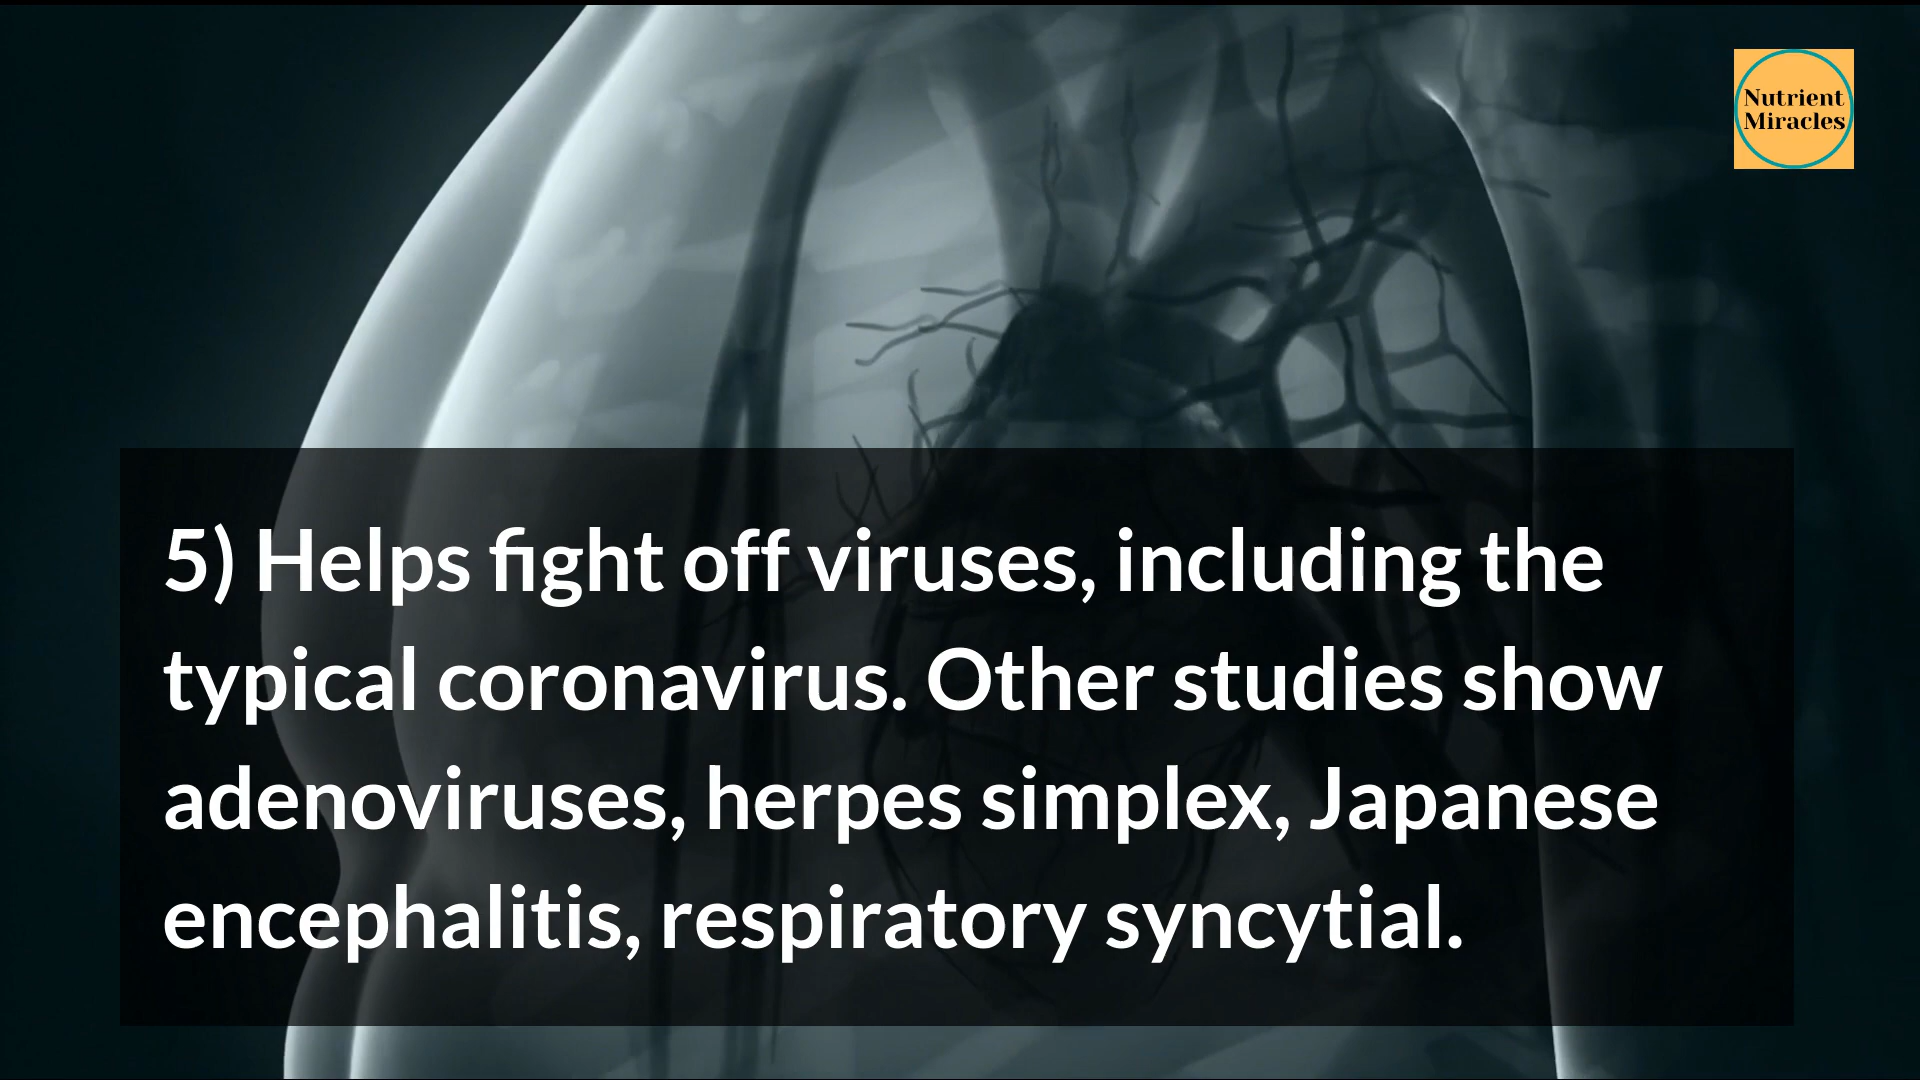 Nutrient
Miracles
5) Helps fight off viruses, including the
typical coronavirus. Other studies show
adenoviruses, herpes simplex, Japanese
encephalitis, respiratory syncytial.